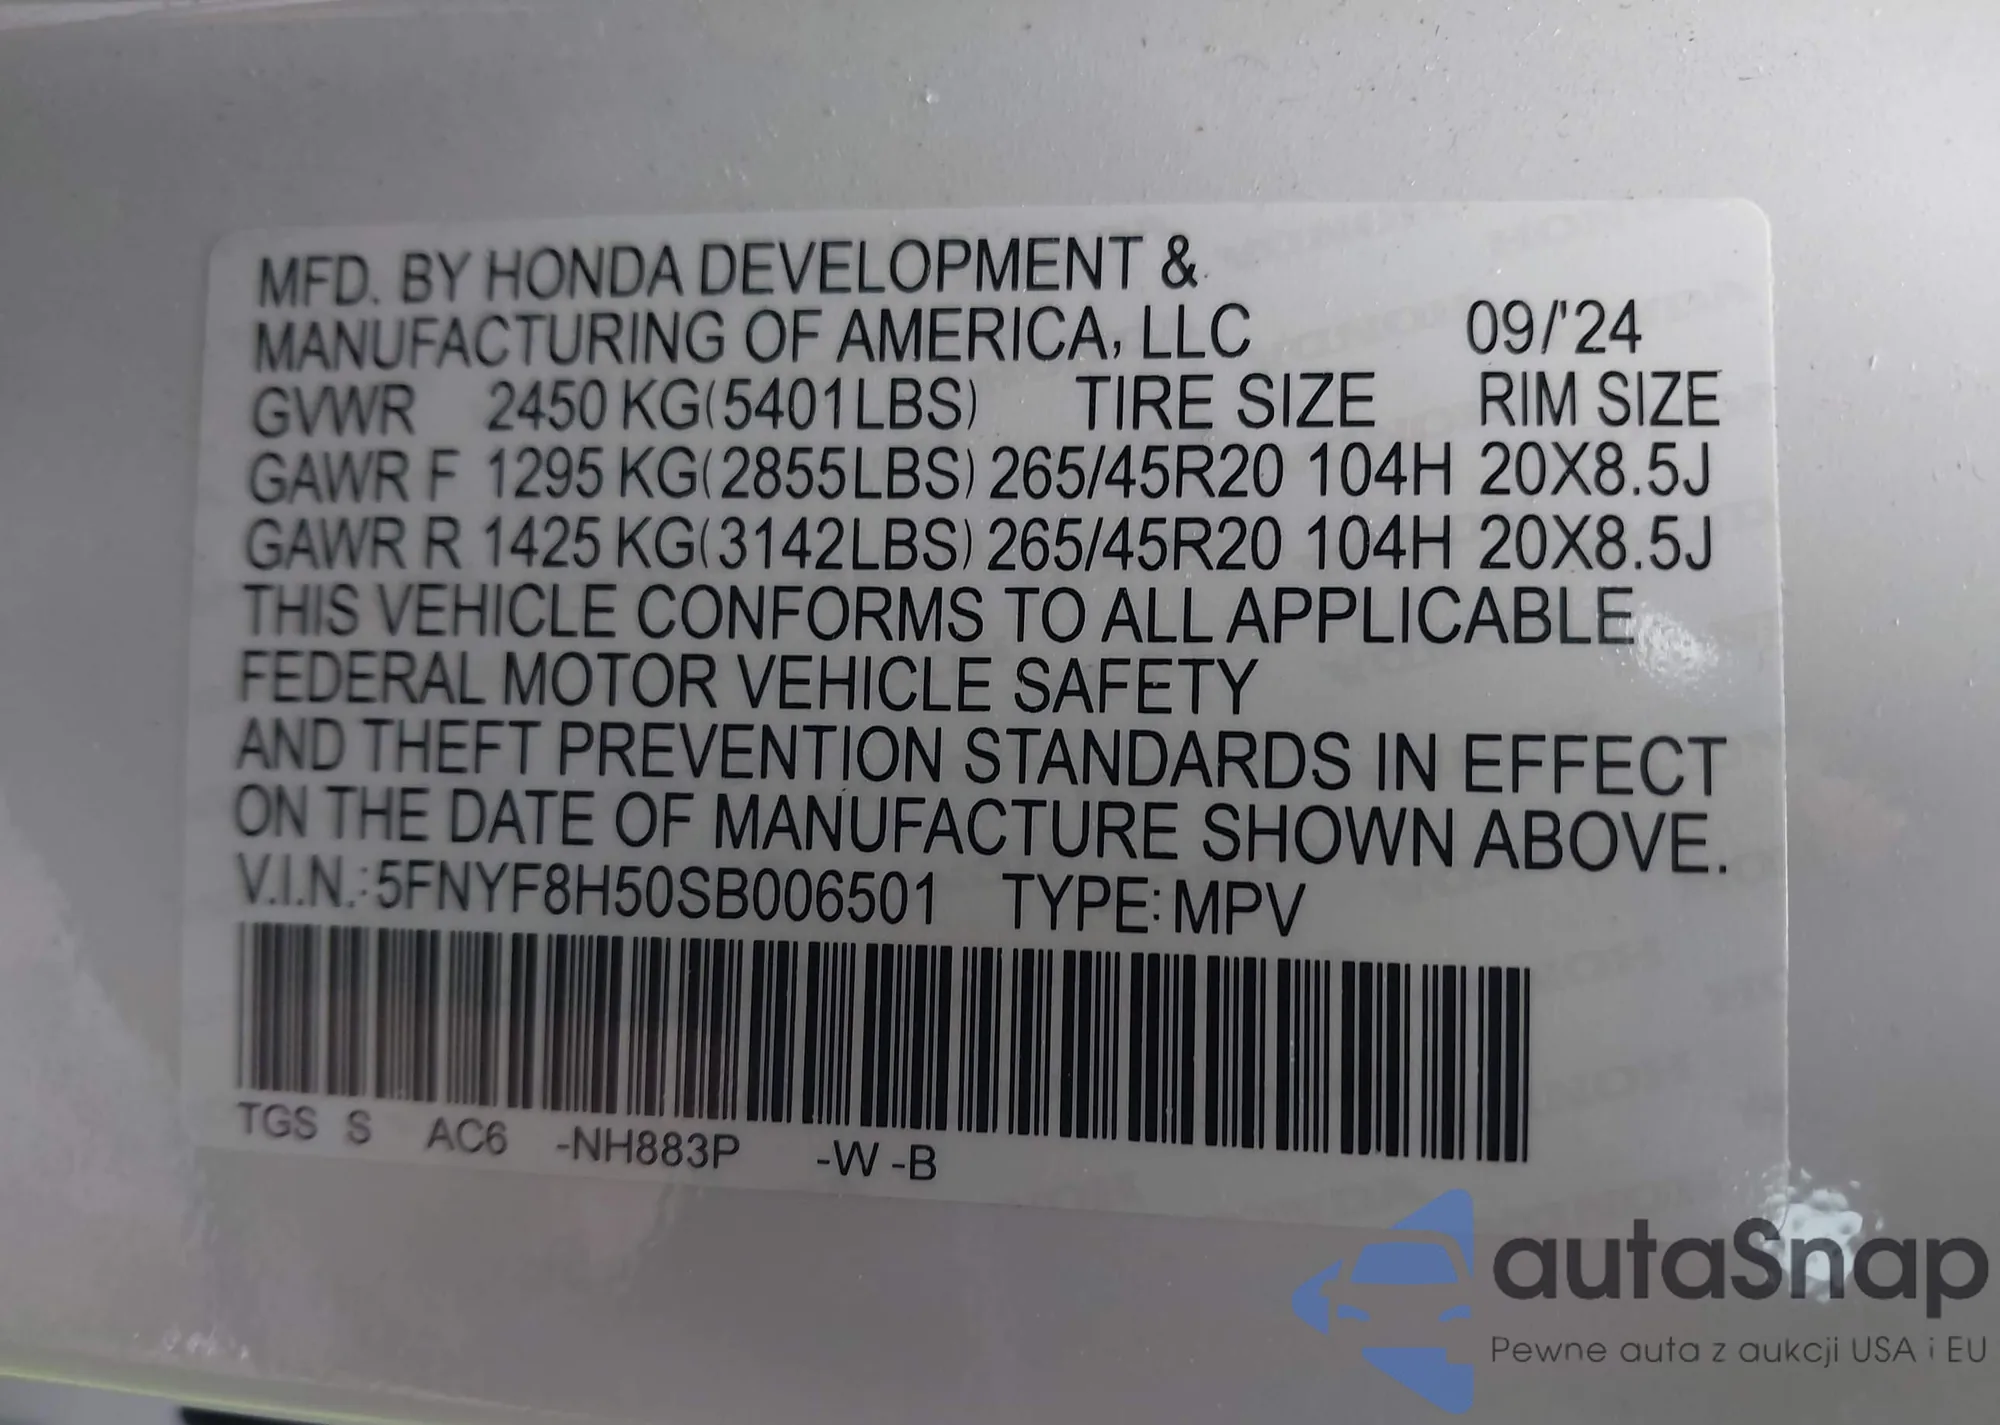 MFD. BY HONDA DEVELOPMENT &
MANUFACTURING OF AMERICA, LLC 09/'24
GVWR 2450 KG(5401LBS) TIRE SIZE RIM SIZE
GAWR F 1295 KG(2855LBS) 265/45R20 104H 20X8.5J
GAWR R 1425 KG(3142LBS) 265/45R20 104H 20X8.5J
THIS VEHICLE CONFORMS TO ALL APPLICABLE
FEDERAL MOTOR VEHICLE SAFETY
AND THEFT PREVENTION STANDARDS IN EFFECT
ON THE DATE OF MANUFACTURE SHOWN ABOVE.
V.I.N.:5FNYF8H50SB006501 TYPE:MPV
TGS S AC6 -NH883P -W -B
autaSnap
Pewne auta z aukcji USA i EU